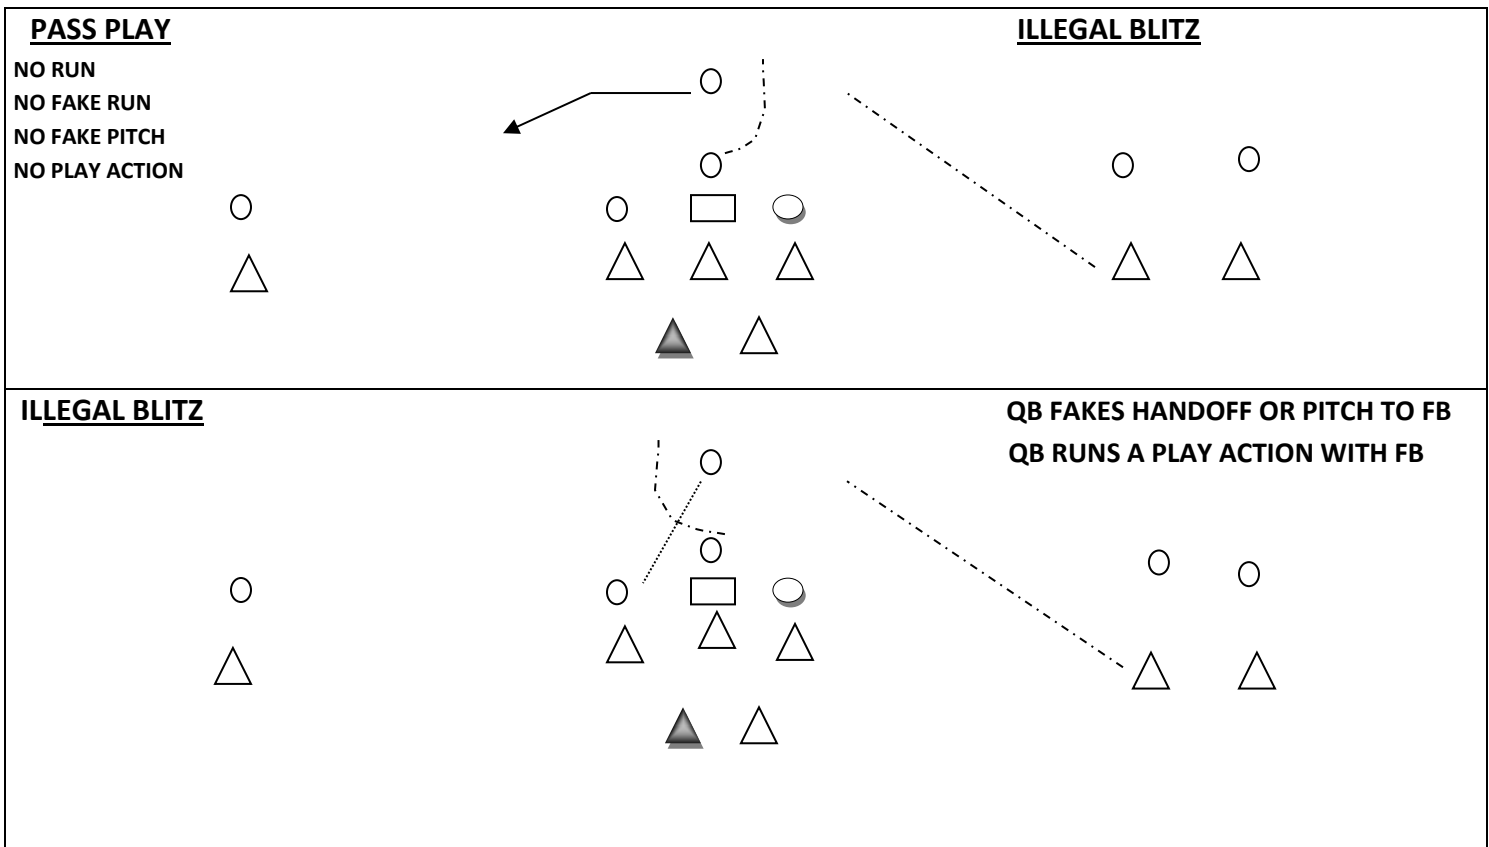 PASS PLAY
ILLEGAL BLITZ
NO RUN
NO FAKE RUN
NO FAKE PITCH
NO PLAY ACTION
ILLEGAL BLITZ
QB FAKES HANDOFF OR PITCH TO FB
QB RUNS A PLAY ACTION WITH FB